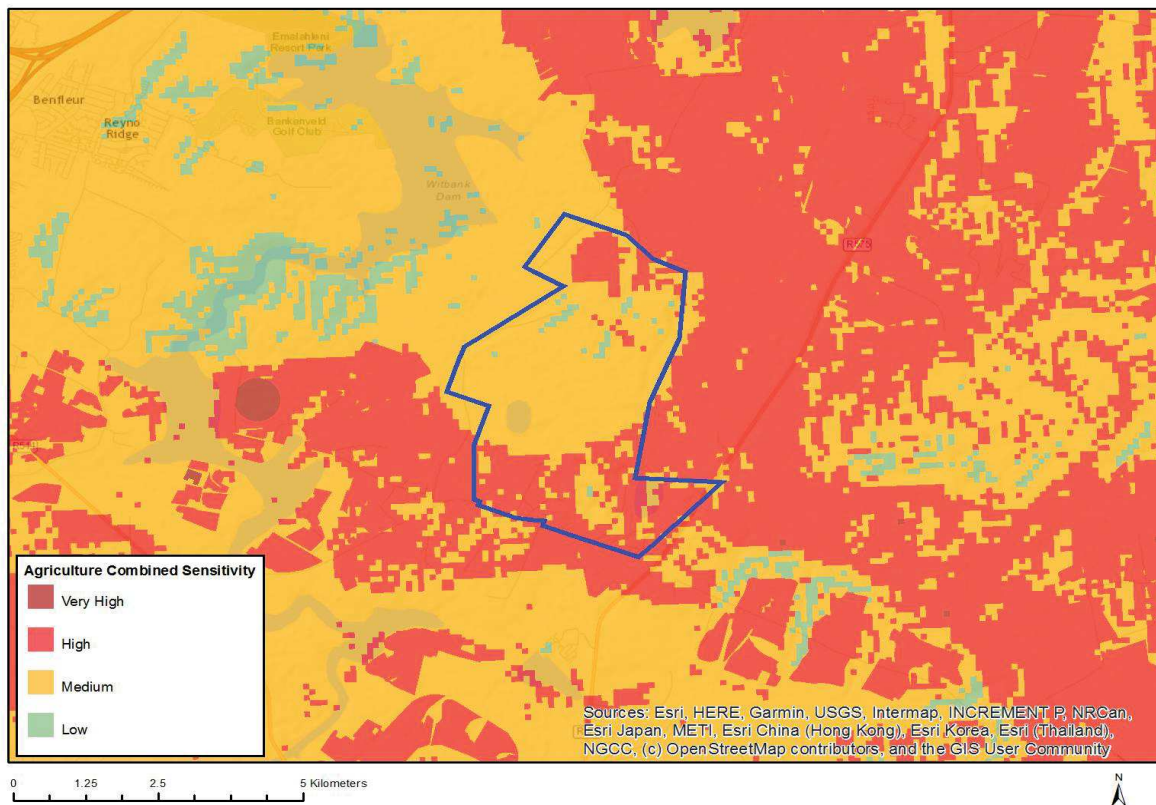 Emalahleni
Resort Park
Benfleur
Reyno
Ridge
Bankenveld
Golf Club
Witbank
Dam
Agriculture Combined Sensitivity
Very High
High
Medium
Low
Sources: Esri, HERE, Garmin, USGS, Intermap, INCREMENT P, NRCan,
Esri Japan, METI, Esri China (Hong Kong), Esri Korea, Esri (Thailand),
NGCC, (c) OpenStreetMap contributors, and the GIS User Community
0 1.25 2.5 5 Kilometers
N